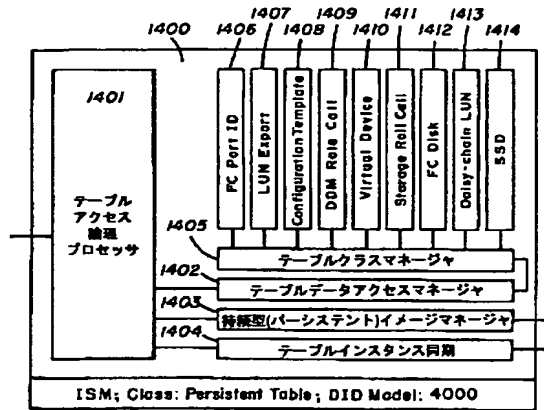 1400
1406
1407
1408
1409
1410
1411
1412
1413
1414
1401
テーブル
アクセス
論理
プロセッサ
FC Port ID
LUN Export
Configuration Template
DDM Role Call
Virtual Device
Storage Roll Call
FC Disk
Daisy-chain LUN
SSD
1405
テーブルクラスマネージャ
1402
テーブルデータアクセスマネージャ
1403
持続型(パーシステント)イメージマネージャ
1404
テーブルインスタンス同期
ISM; Class: Persistent Table; DID Model: 4000